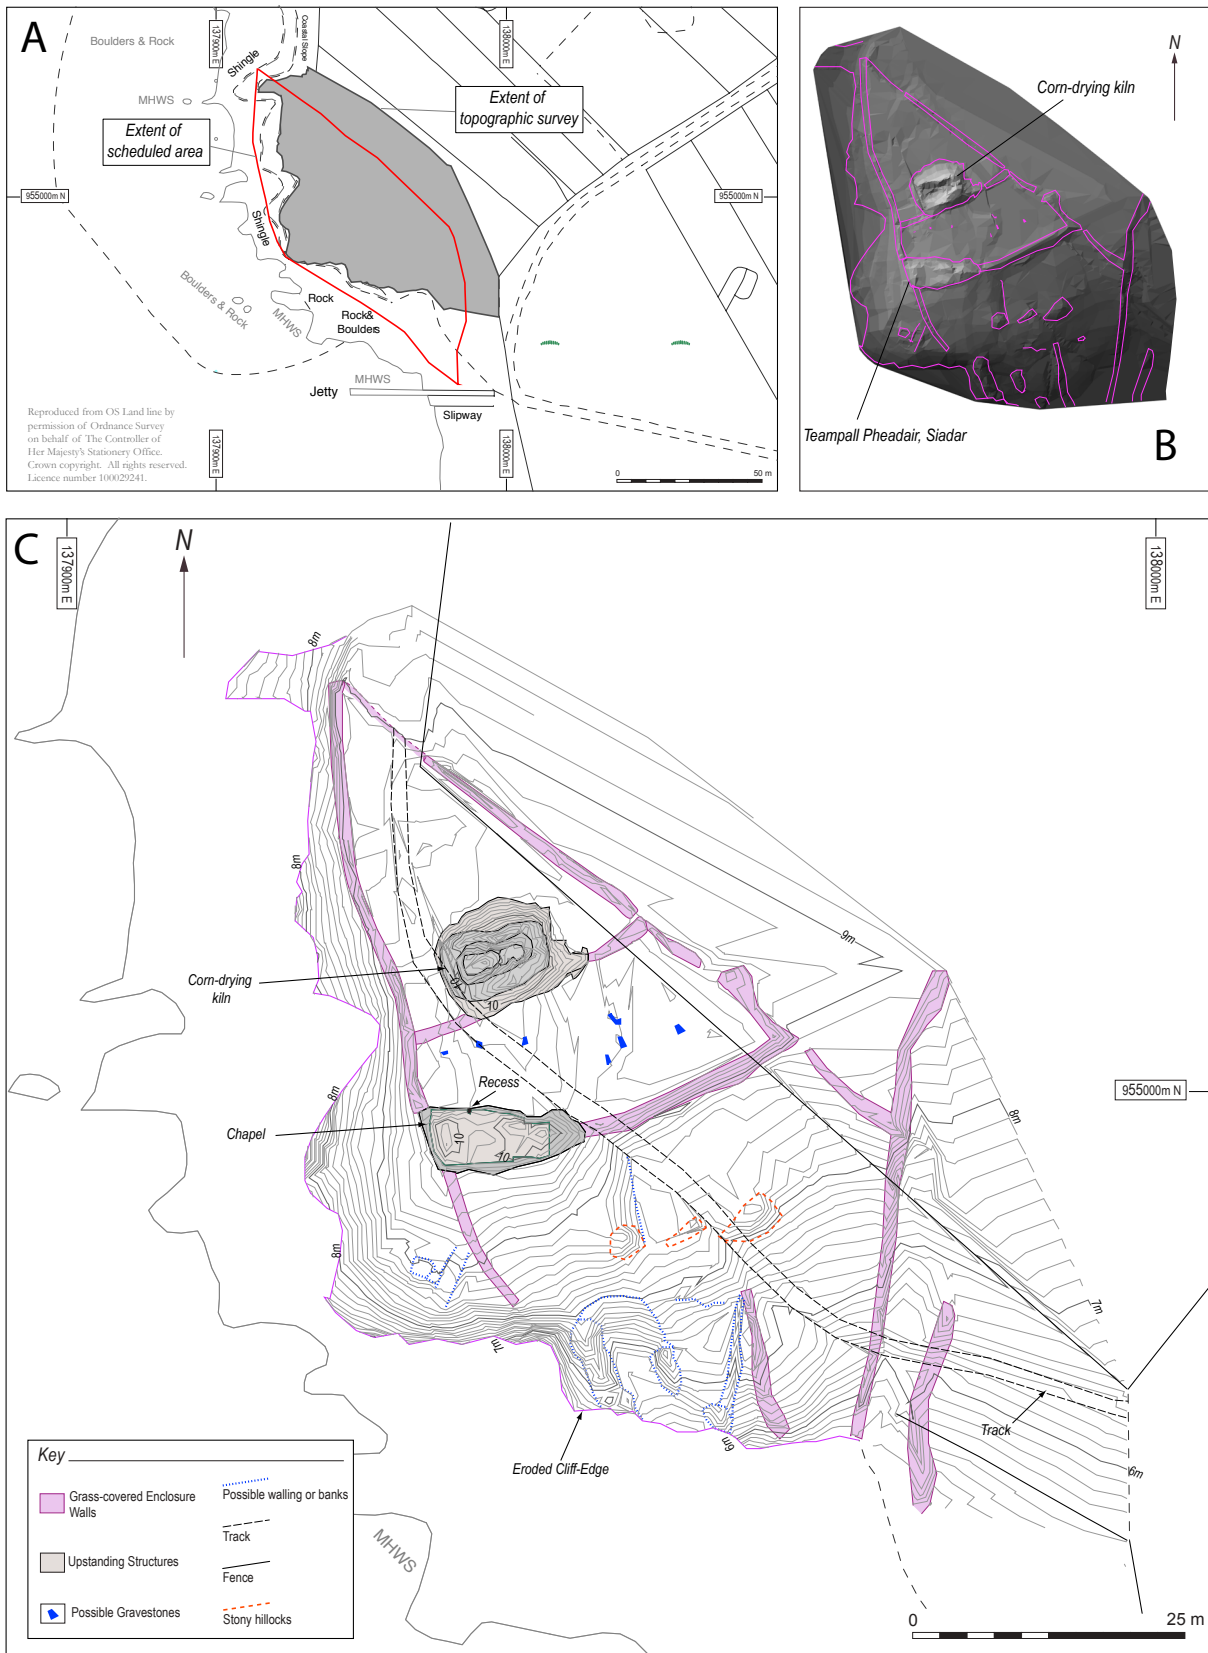 A
Boulders & Rock
137900m E
Coastal Slope
138000m E
Shingle
MHWS
Extent of
topographic survey
Extent of
scheduled area
955000m N
955000m N
Shingle
Boulders & Rock
MHWS
Rock
Rock&
Boulders
MHWS
Jetty
Slipway
Reproduced from OS Land line by
permission of Ordnance Survey
on behalf of The Controller of
Her Majesty's Stationery Office.
Crown copyright. All rights reserved.
Licence number 100029241.
137900m E
138000m E
0 50 m
N
Corn-drying kiln
Teampall Pheadair, Siadar
B
C
137900m E
N
138000m E
8m
8m
9m
Corn-drying
kiln
10
10
Recess
955000m N
8m
8m
Chapel
10
10
8m
7m
7m
Track
6m
6m
Eroded Cliff-Edge
MHWS
Key
Grass-covered Enclosure
Walls
Possible walling or banks
Track
Upstanding Structures
Fence
Possible Gravestones
Stony hillocks
0 25 m